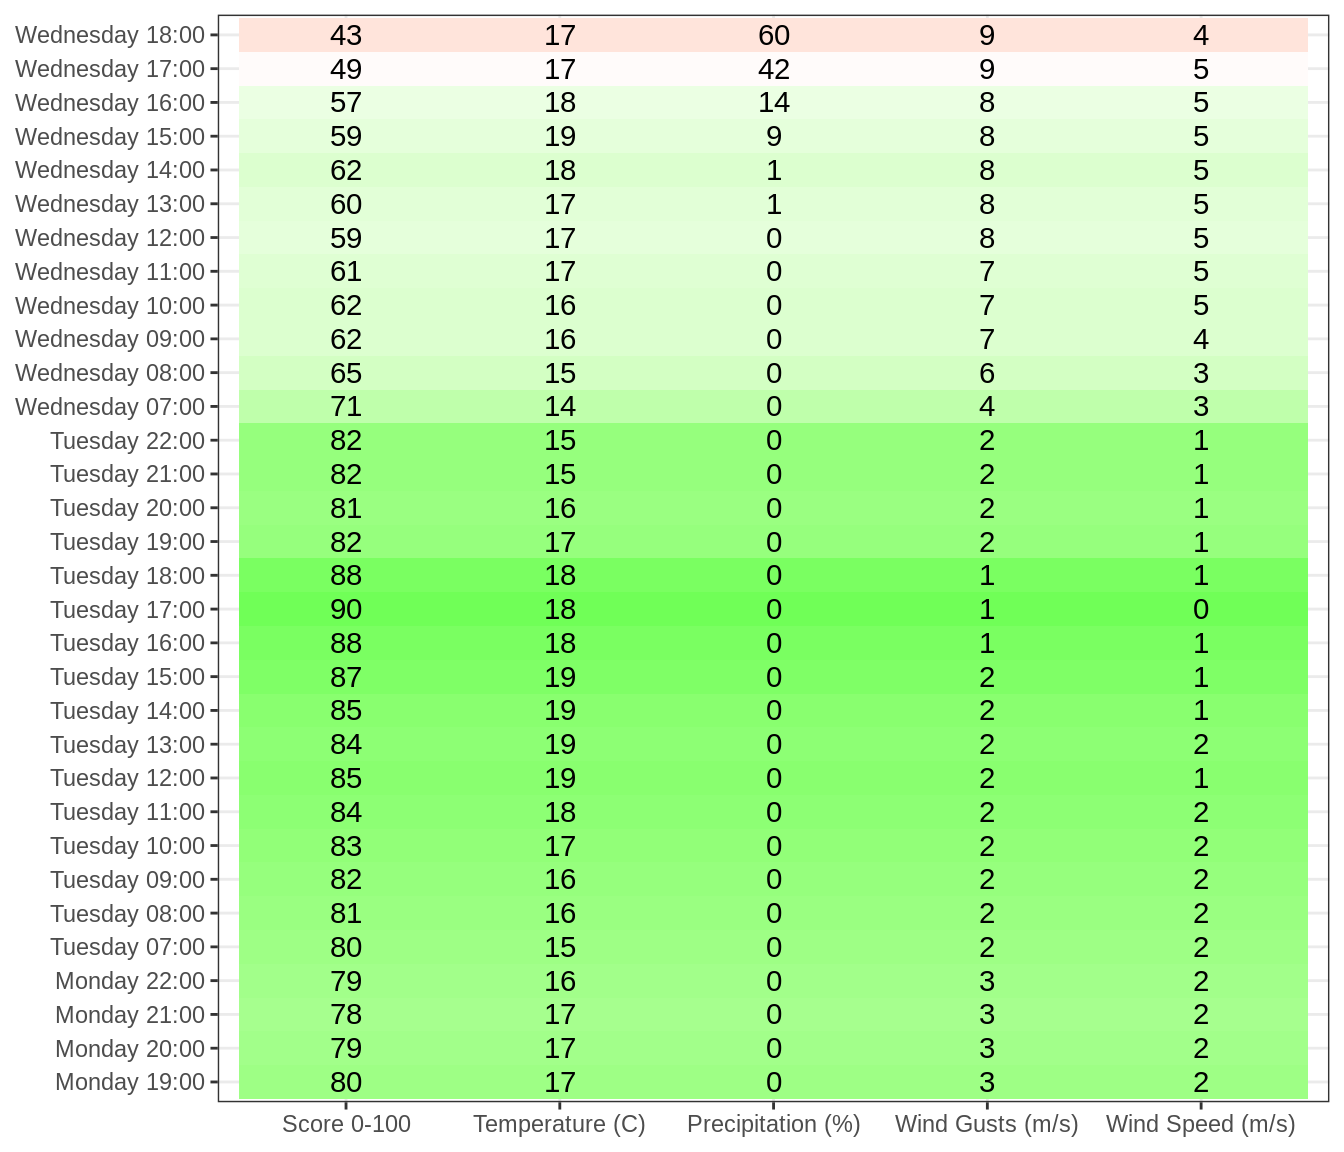 Wednesday 18:00 43 17 60 9 4
Wednesday 17:00 49 17 42 9 5
Wednesday 16:00 57 18 14 8 5
Wednesday 15:00 59 19 9 8 5
Wednesday 14:00 62 18 1 8 5
Wednesday 13:00 60 17 1 8 5
Wednesday 12:00 59 17 0 8 5
Wednesday 11:00 61 17 0 7 5
Wednesday 10:00 62 16 0 7 5
Wednesday 09:00 62 16 0 7 4
Wednesday 08:00 65 15 0 6 3
Wednesday 07:00 71 14 0 4 3
Tuesday 22:00 82 15 0 2 1
Tuesday 21:00 82 15 0 2 1
Tuesday 20:00 81 16 0 2 1
Tuesday 19:00 82 17 0 2 1
Tuesday 18:00 88 18 0 1 1
Tuesday 17:00 90 18 0 1 0
Tuesday 16:00 88 18 0 1 1
Tuesday 15:00 87 19 0 2 1
Tuesday 14:00 85 19 0 2 1
Tuesday 13:00 84 19 0 2 2
Tuesday 12:00 85 19 0 2 1
Tuesday 11:00 84 18 0 2 2
Tuesday 10:00 83 17 0 2 2
Tuesday 09:00 82 16 0 2 2
Tuesday 08:00 81 16 0 2 2
Tuesday 07:00 80 15 0 2 2
Monday 22:00 79 16 0 3 2
Monday 21:00 78 17 0 3 2
Monday 20:00 79 17 0 3 2
Monday 19:00 80 17 0 3 2
Score 0-100 Temperature (C) Precipitation (%) Wind Gusts (m/s) Wind Speed (m/s)